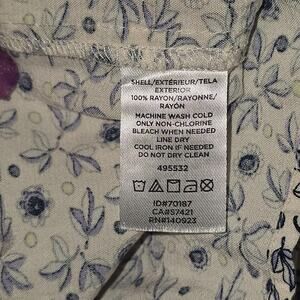 SHELL/EXTÉRIEUR/TELA
EXTERIOR
100% RAYON/RAYONNE/
RAYÓN
MACHINE WASH COLD
ONLY NON-CHLORINE
BLEACH WHEN NEEDED
LINE DRY
COOL IRON IF NEEDED
DO NOT DRY CLEAN
495532
ID#70187
CA#57421
RN#140923